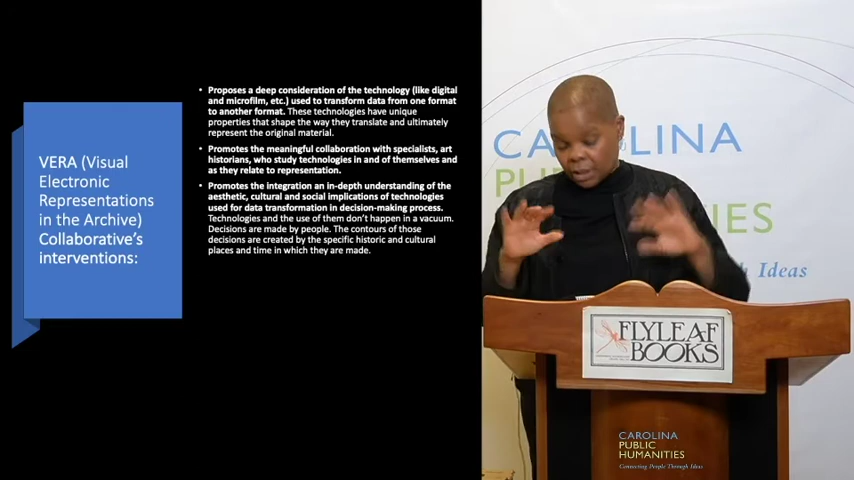 VERA (Visual
Electronic
Representations
in the Archive)
Collaborative's
interventions:
• Proposes a deep consideration of the technology (like digital
and microfilm, etc.) used to transform data from one format
to another format. These technologies have unique
properties that shape the way they translate and ultimately
represent the original material.
• Promotes the meaningful collaboration with specialists, art
historians, who study technologies in and of themselves and
as they relate to representation.
• Promotes the integration an in-depth understanding of the
aesthetic, cultural and social implications of technologies
used for data transformation in decision-making process.
Technologies and the use of them don't happen in a vacuum.
Decisions are made by people. The contours of those
decisions are created by the specific historic and cultural
places and time in which they are made.
CA LINA
PU
TIES
h Ideas
FLYLEAF
BOOKS
CAROLINA
PUBLIC
HUMANITIES
Connecting People Through Ideas